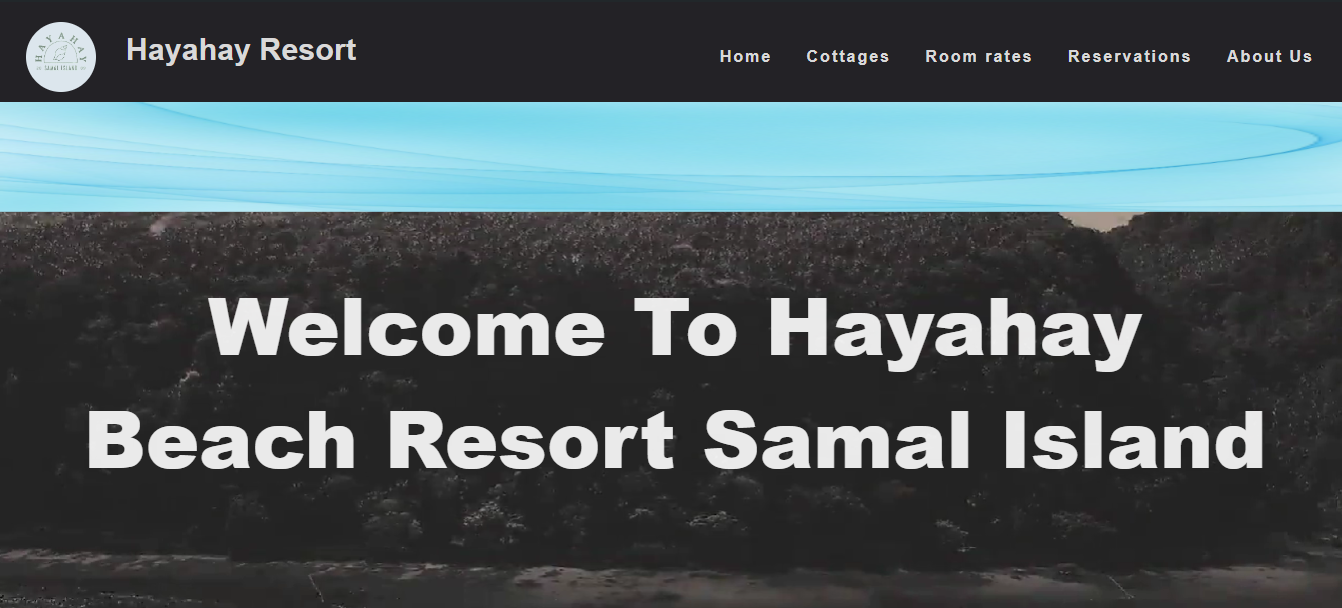 HAYAHAY
SAMAL ISLAND
Hayahay Resort
Home Cottages Room rates Reservations About Us
Welcome To Hayahay
Beach Resort Samal Island